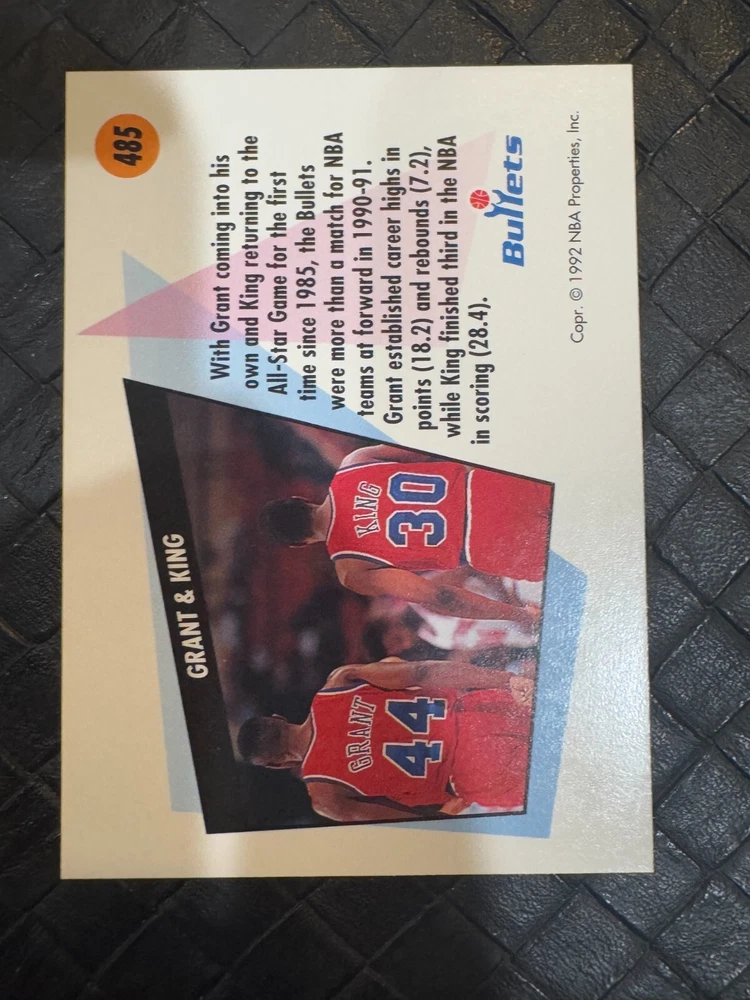 485
GRANT & KING
GRANT
44
KING
30
With Grant coming into his
own and King returning to the
All-Star Game for the first
time since 1985, the Bullets
were more than a match for NBA
teams at forward in 1990-91.
Grant established career highs in
points (18.2) and rebounds (7.2),
while King finished third in the NBA
in scoring (28.4).
Bullets
Copr. © 1992 NBA Properties, Inc.